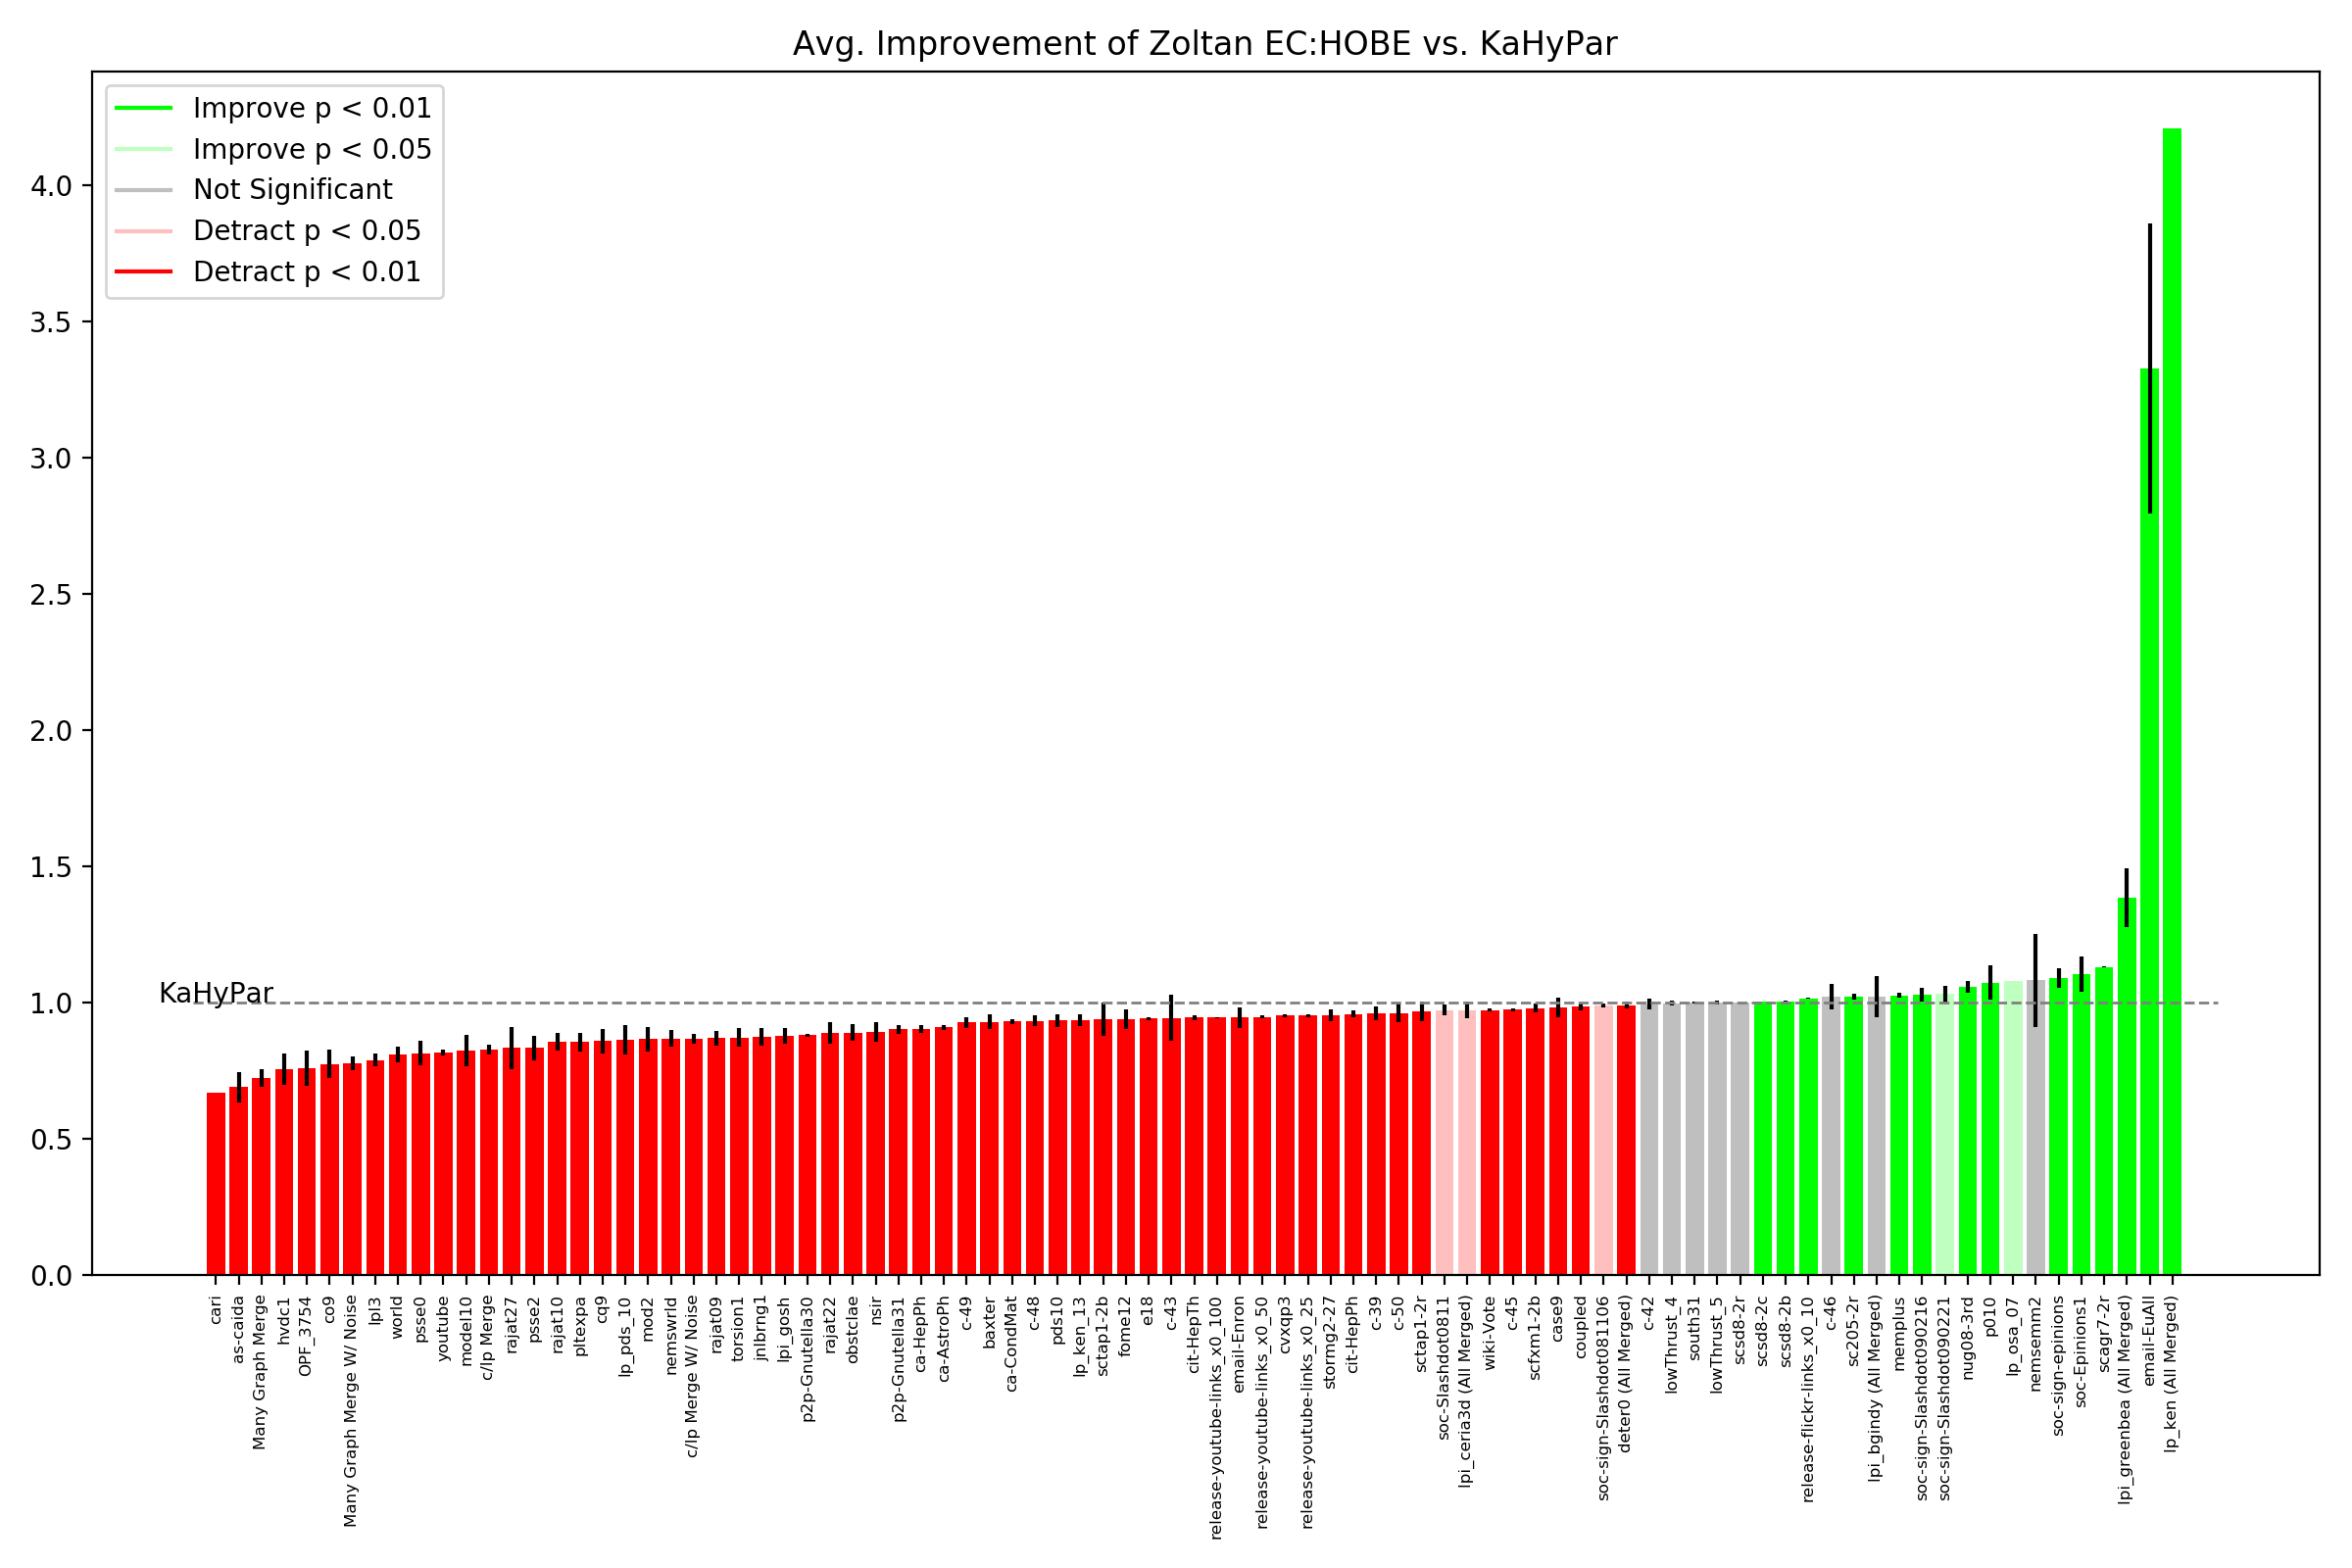 Avg. Improvement of Zoltan EC:HOBE vs. KaHyPar
Improve p < 0.01
Improve p < 0.05
Not Significant
Detract p < 0.05
Detract p < 0.01
4.0
3.5
3.0
2.5
2.0
1.5
1.0
0.5
0.0
KaHyPar
cari
as-caida
Many Graph Merge
hvdc1
OPF_3754
co9
Many Graph Merge W/ Noise
lpl3
world
psse0
youtube
model10
c/lp Merge
rajat27
psse2
rajat10
pltexpa
cq9
lp_pds_10
mod2
nemswrld
c/lp Merge W/ Noise
rajat09
torsion1
jnlbrng1
lpi_gosh
p2p-Gnutella30
rajat22
obstclae
nsir
p2p-Gnutella31
ca-HepPh
ca-AstroPh
c-49
baxter
ca-CondMat
c-48
pds10
lp_ken_13
sctap1-2b
fome12
e18
c-43
cit-HepTh
release-youtube-links_x0_100
email-Enron
release-youtube-links_x0_50
cvxqp3
release-youtube-links_x0_25
stormg2-27
cit-HepPh
c-39
c-50
sctap1-2r
soc-Slashdot0811
lpi_ceria3d (All Merged)
wiki-Vote
c-45
scfxm1-2b
case9
coupled
soc-sign-Slashdot081106
deter0 (All Merged)
c-42
lowThrust_4
south31
lowThrust_5
scsd8-2r
scsd8-2c
scsd8-2b
release-flickr-links_x0_10
c-46
sc205-2r
lpi_bgindy (All Merged)
memplus
soc-sign-Slashdot090216
soc-sign-Slashdot090221
nug08-3rd
p010
lp_osa_07
nemsemm2
soc-sign-epinions
soc-Epinions1
scagr7-2r
lpi_greenbea (All Merged)
email-EuAll
lp_ken (All Merged)